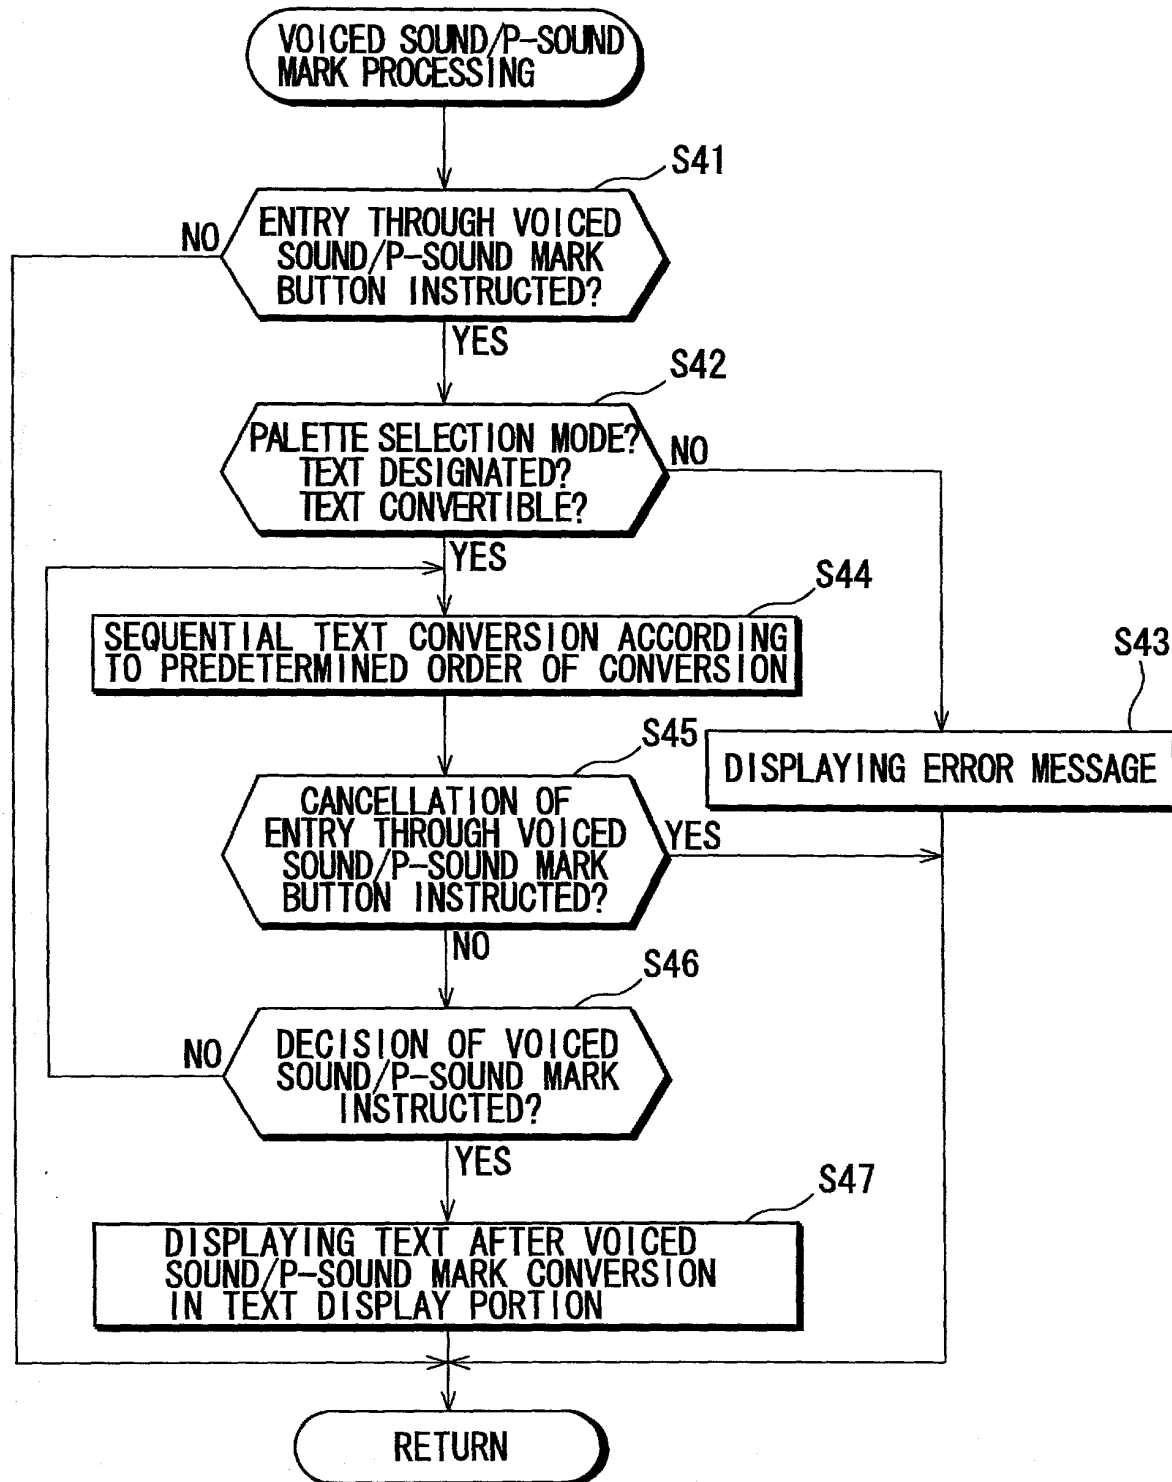 VOICED SOUND/P-SOUND
MARK PROCESSING
S41
ENTRY THROUGH VOICED
SOUND/P-SOUND MARK
BUTTON INSTRUCTED?
NO
YES
S42
PALETTE SELECTION MODE?
TEXT DESIGNATED?
TEXT CONVERTIBLE?
NO
YES
S44
SEQUENTIAL TEXT CONVERSION ACCORDING
TO PREDETERMINED ORDER OF CONVERSION
S43
DISPLAYING ERROR MESSAGE
S45
CANCELLATION OF
ENTRY THROUGH VOICED
SOUND/P-SOUND MARK
BUTTON INSTRUCTED?
YES
NO
S46
DECISION OF VOICED
SOUND/P-SOUND MARK
INSTRUCTED?
NO
YES
S47
DISPLAYING TEXT AFTER VOICED
SOUND/P-SOUND MARK CONVERSION
IN TEXT DISPLAY PORTION
RETURN